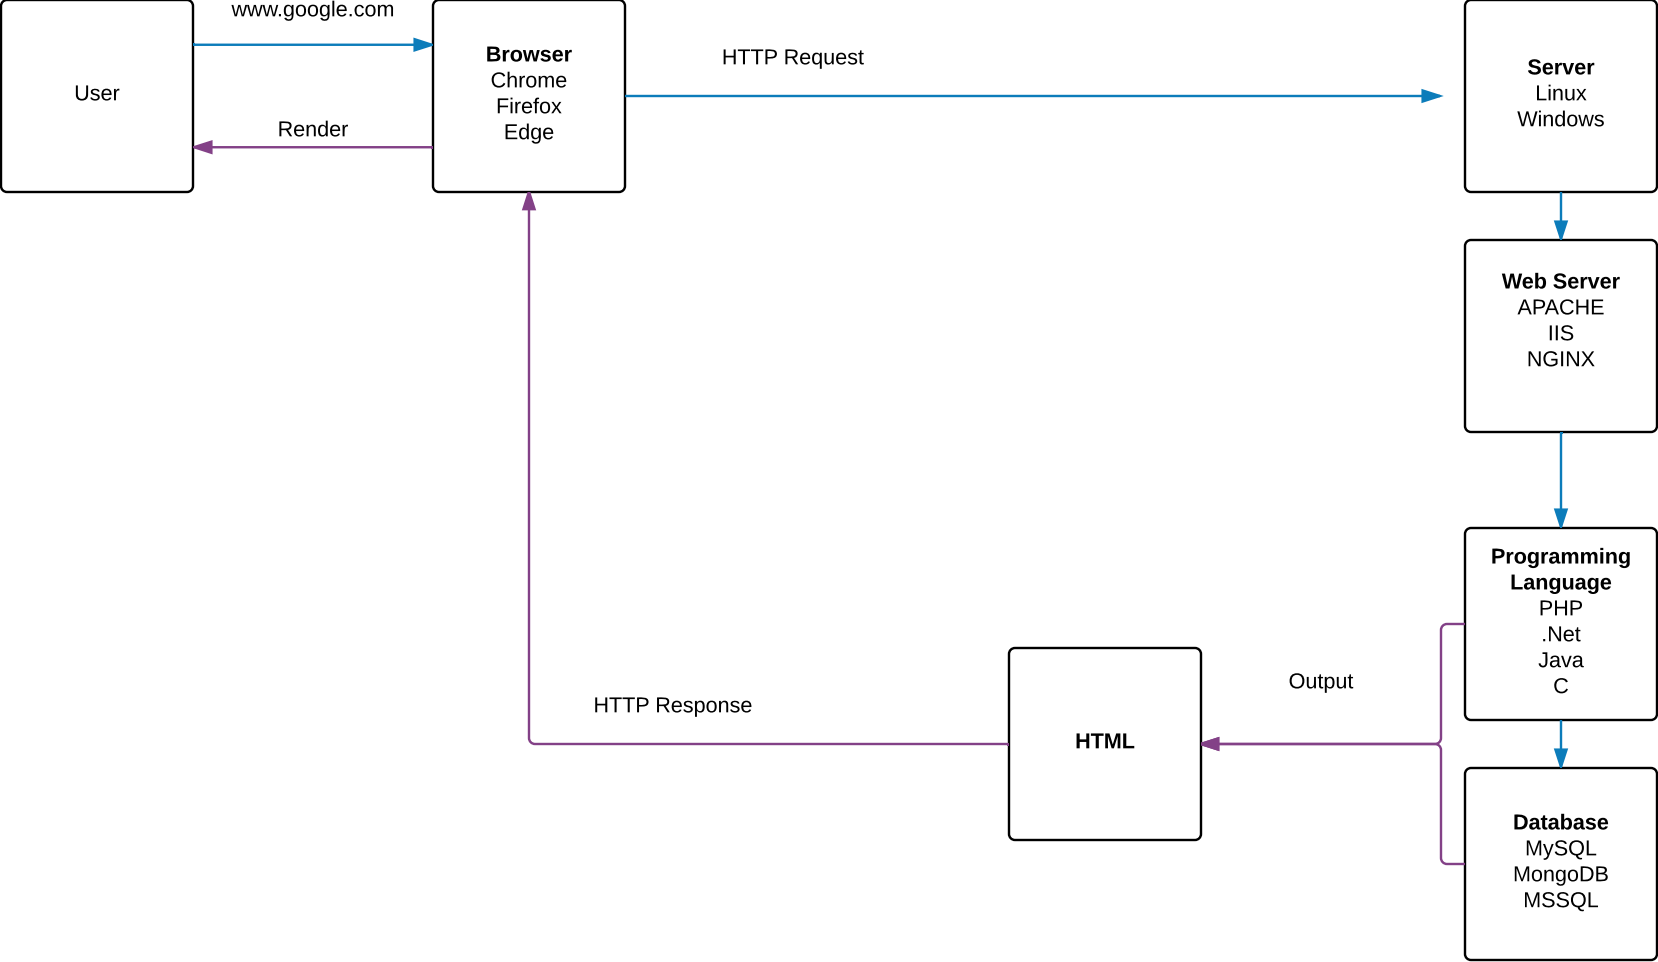 www.google.com
User
Render
Browser
Chrome
Firefox
Edge
HTTP Request
Server
Linux
Windows
Web Server
APACHE
IIS
NGINX
Programming
Language
PHP
.Net
Java
C
Output
HTML
HTTP Response
Database
MySQL
MongoDB
MSSQL